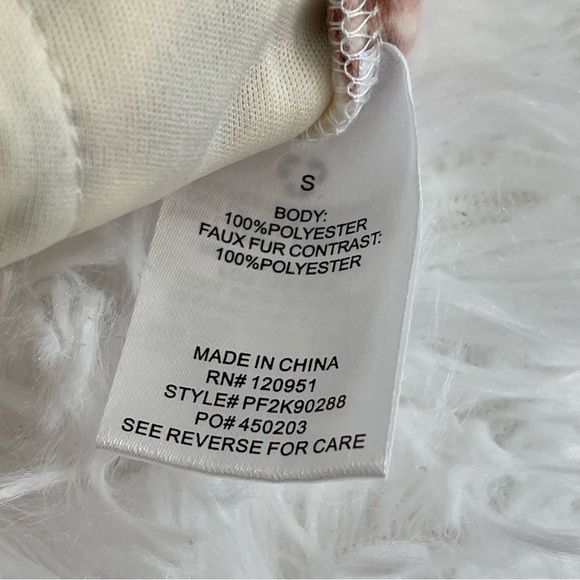 S
BODY:
100%POLYESTER
FAUX FUR CONTRAST:
100%POLYESTER
MADE IN CHINA
RN# 120951
STYLE# PF2K90288
PO# 450203
SEE REVERSE FOR CARE